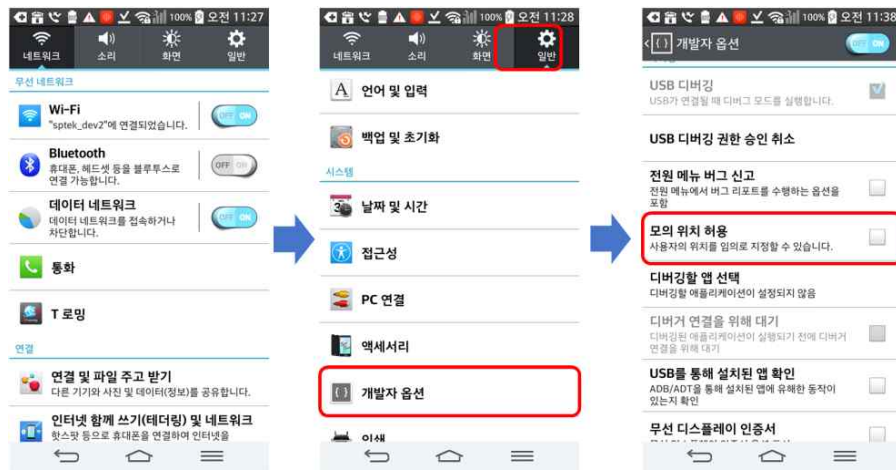 100% 오전 11:27
네트워크 소리 화면 일반
무선 네트워크
Wi-Fi
"sptek_dev2"에 연결되었습니다.
OFF ON
Bluetooth
휴대폰, 헤드셋 등을 블루투스로
연결 가능합니다.
OFF ON
데이터 네트워크
데이터 네트워크를 접속하거나
차단합니다.
OFF ON
통화
T 로밍
연결
연결 및 파일 주고 받기
다른 기기와 사진 및 데이터(정보)를 공유합니다.
인터넷 함께 쓰기(테더링) 및 네트워크
핫스팟 등으로 휴대폰을 연결하여 인터넷을
100% 오전 11:28
네트워크 소리 화면 일반
언어 및 입력
백업 및 초기화
시스템
날짜 및 시간
접근성
PC 연결
액세서리
개발자 옵션
100% 오전 11:38
개발자 옵션
OFF ON
USB 디버깅
USB가 연결될 때 디버그 모드를 실행합니다.
USB 디버깅 권한 승인 취소
전원 메뉴 버그 신고
전원 메뉴에서 버그 리포트를 수행하는 옵션을
포함
모의 위치 허용
사용자의 위치를 임의로 지정할 수 있습니다.
디버깅할 앱 선택
디버깅할 애플리케이션이 설정되지 않음
디버거 연결을 위해 대기
디버깅된 애플리케이션이 실행되기 전에 디버거
연결을 위해 대기
USB를 통해 설치된 앱 확인
ADB/ADT을 통해 설치된 앱에 유해한 동작이
있는지 확인
무선 디스플레이 인증서